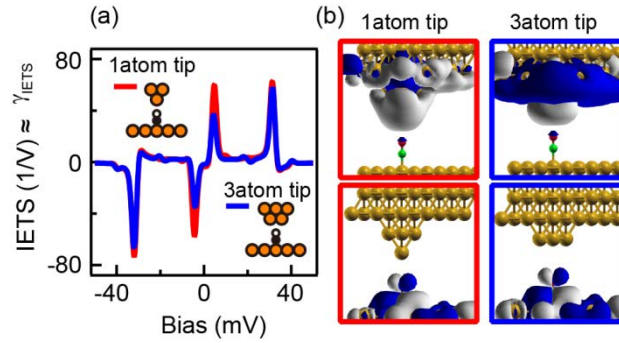 (a)
(b)
1atom tip
3atom tip
80
0
-80
IETS (1/V) ≈ γIETS
1atom tip
3atom tip
-40
0
40
Bias (mV)